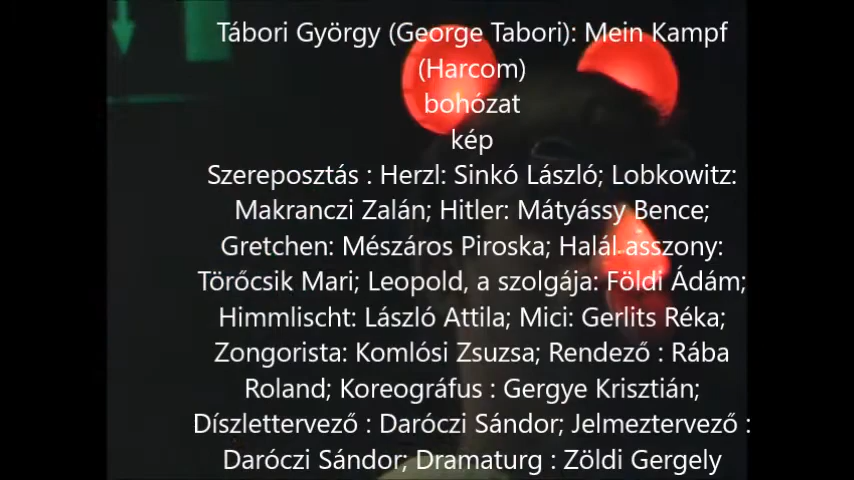 Tábori György (George Tabori): Mein Kampf
(Harcom)
bohózat
kép
Szereposztás : Herzl: Sinkó László; Lobkowitz:
Makranczi Zalán; Hitler: Mátyássy Bence;
Gretchen: Mészáros Piroska; Halál asszony:
Törőcsik Mari; Leopold, a szolgája: Földi Ádám;
Himmlischt: László Attila; Mici: Gerlits Réka;
Zongorista: Komlósi Zsuzsa; Rendező : Rába
Roland; Koreográfus : Gergye Krisztián;
Díszlettervező : Daróczi Sándor; Jelmeztervező :
Daróczi Sándor; Dramaturg : Zöldi Gergely